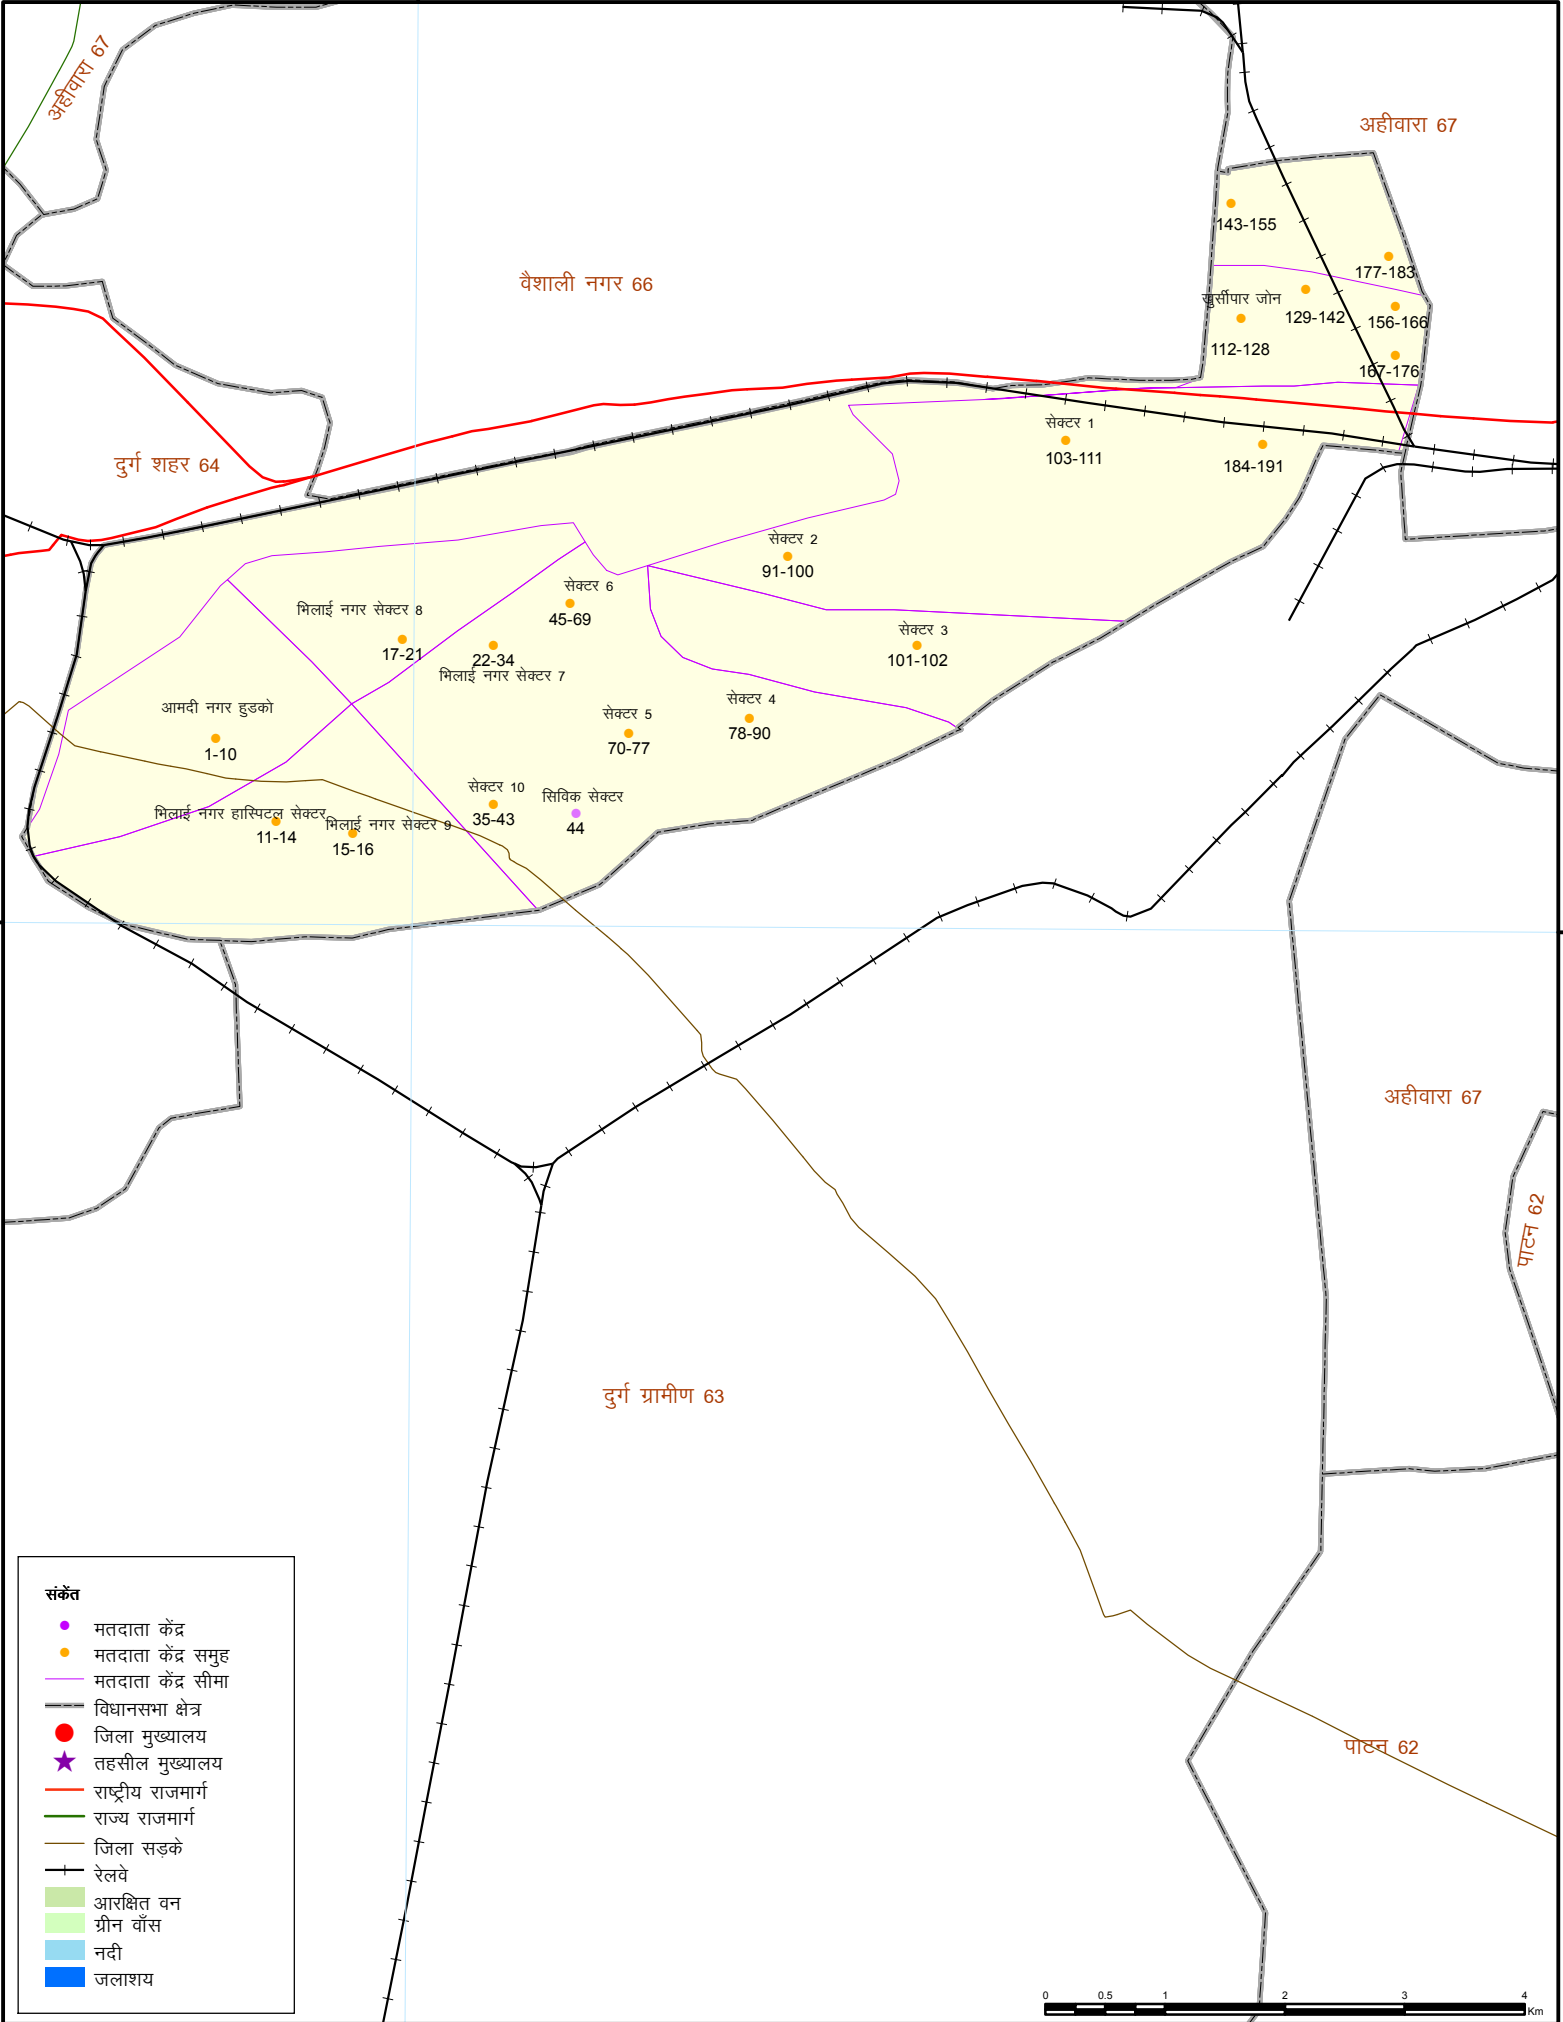 अहीवारा 67
अहीवारा 67
143-155
177-183
वैशाली नगर 66
खुर्सीपार जोन
129-142
156-166
112-128
167-176
सेक्टर 1
103-111
184-191
दुर्ग शहर 64
सेक्टर 2
91-100
सेक्टर 6
45-69
भिलाई नगर सेक्टर 8
17-21
22-34
भिलाई नगर सेक्टर 7
सेक्टर 3
101-102
सेक्टर 4
78-90
सेक्टर 5
70-77
आमदी नगर हुडको
1-10
सेक्टर 10
35-43
सिविक सेक्टर
44
भिलाई नगर हास्पिटल सेक्टर
11-14
भिलाई नगर सेक्टर 9
15-16
अहीवारा 67
पाटन 62
दुर्ग ग्रामीण 63
पाटन 62
संकेंत
मतदाता केंद्र
मतदाता केंद्र समुह
मतदाता केंद्र सीमा
विधानसभा क्षेत्र
जिला मुख्यालय
तहसील मुख्यालय
राष्ट्रीय राजमार्ग
राज्य राजमार्ग
जिला सड़के
रेलवे
आरक्षित वन
ग्रीन वॉस
नदी
जलाशय
0 0.5 1 2 3 4
Km